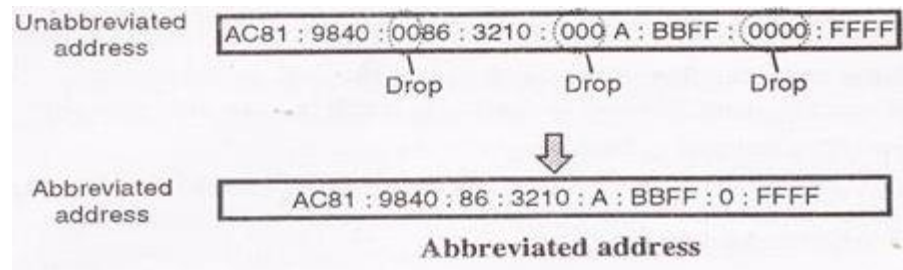 Unabbreviated
address
AC81 : 9840 : 0086 : 3210 : 000 A : BBFF : 0000 : FFFF
Drop
Drop
Drop
Abbreviated
address
AC81 : 9840 : 86 : 3210 : A : BBFF : 0 : FFFF
Abbreviated address